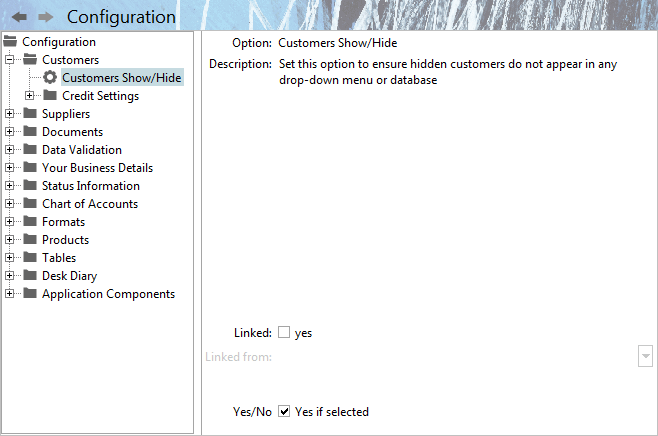 Configuration
Configuration
Customers
Customers Show/Hide
Credit Settings
Suppliers
Documents
Data Validation
Your Business Details
Status Information
Chart of Accounts
Formats
Products
Tables
Desk Diary
Application Components
Option: Customers Show/Hide
Description: Set this option to ensure hidden customers do not appear in any
drop-down menu or database
Linked: yes
Linked from:
Yes/No Yes if selected